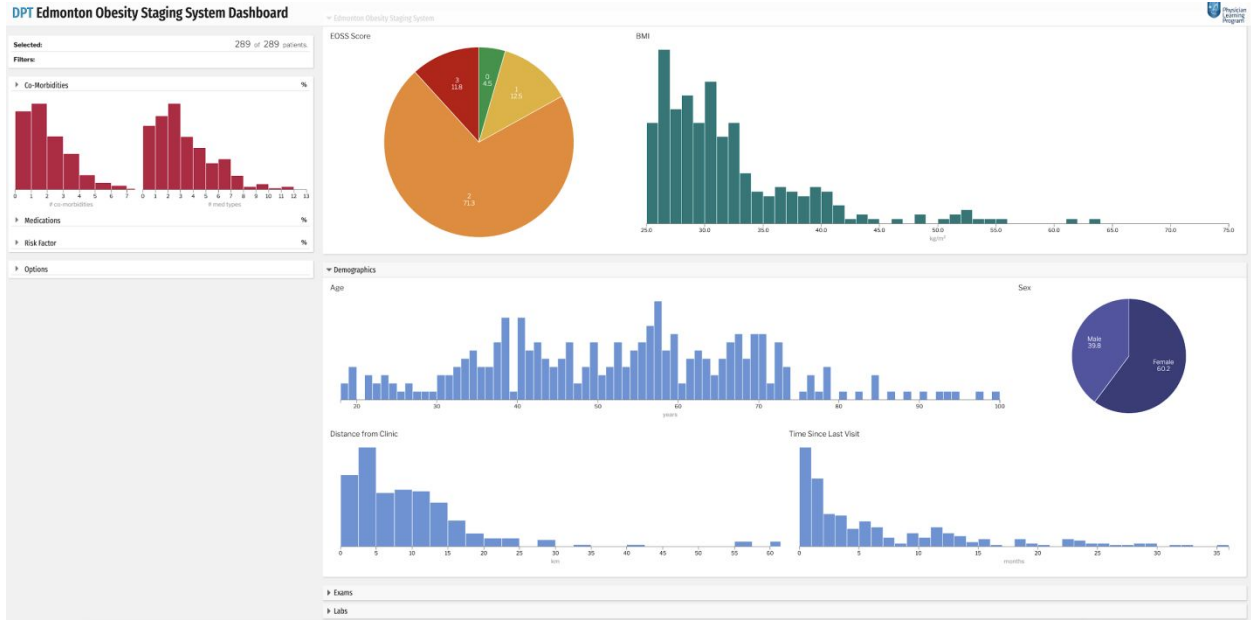 DPT Edmonton Obesity Staging System Dashboard
Physician
Learning
Program
Selected: 289 of 289 patients
Filters:
Co-Morbidities %
0 1 2 3 4 5 6 7
# co-morbidities
0 1 2 3 4 5 6 7 8 9 10 11 12 13
# med types
Medications %
Risk Factor %
Options
Edmonton Obesity Staging System
EOSS Score
3
11.8
0
4.5
1
12.5
2
71.3
BMI
25.0 30.0 35.0 40.0 45.0 50.0 55.0 60.0 65.0 70.0 75.0
kg/m²
Demographics
Age
20 30 40 50 60 70 80 90 100
years
Sex
Male
39.8
Female
60.2
Distance from Clinic
0 5 10 15 20 25 30 35 40 45 50 55 60
km
Time Since Last Visit
0 5 10 15 20 25 30 35
months
Exams
Labs